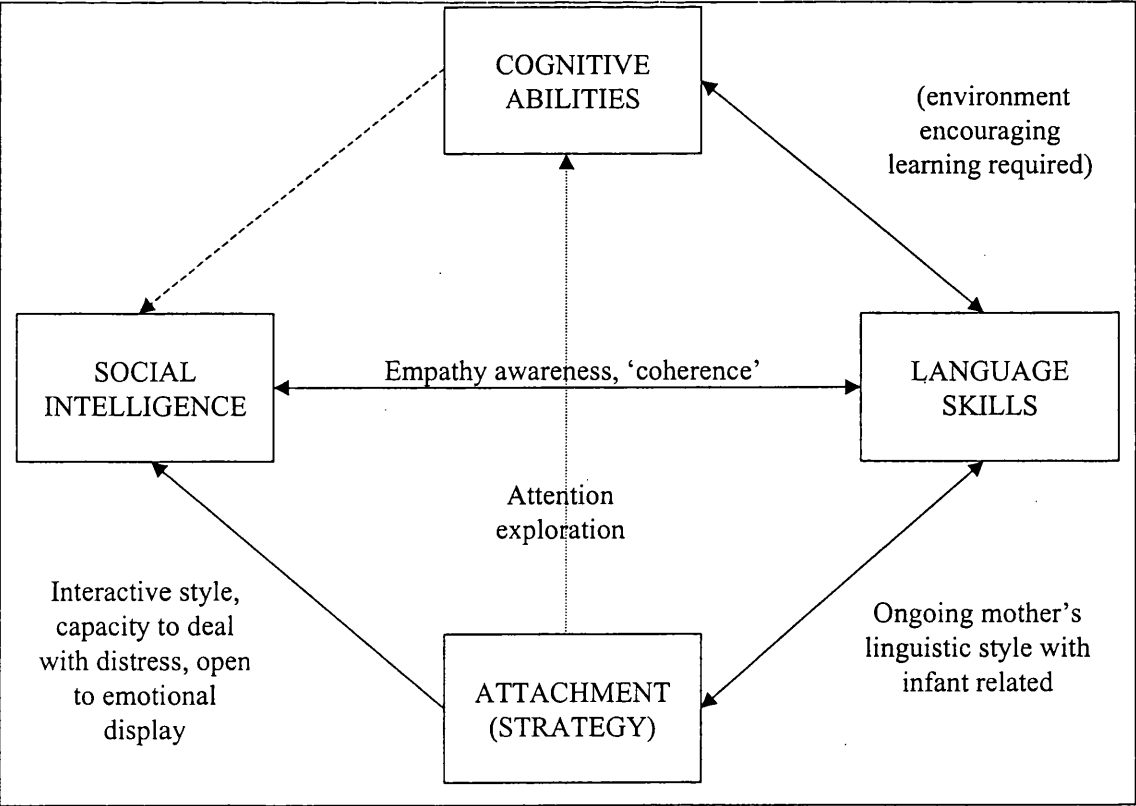 COGNITIVE
ABILITIES
(environment
encouraging
learning required)
SOCIAL
INTELLIGENCE
Empathy awareness, ‘coherence’
LANGUAGE
SKILLS
Attention
exploration
Interactive style,
capacity to deal
with distress, open
to emotional
display
ATTACHMENT
(STRATEGY)
Ongoing mother’s
linguistic style with
infant related